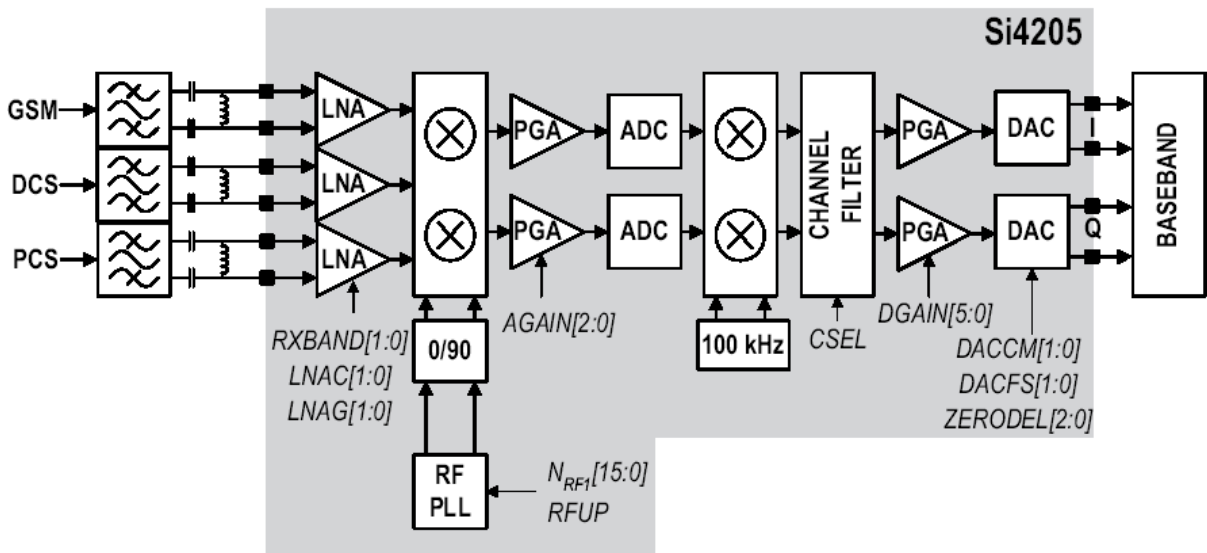 Si4205
GSM
DCS
PCS
LNA
LNA
LNA
PGA
PGA
ADC
ADC
CHANNEL
FILTER
PGA
PGA
DAC
DAC
I
Q
BASEBAND
RXBAND[1:0]
LNAC[1:0]
LNAG[1:0]
0/90
AGAIN[2:0]
100 kHz
CSEL
DGAIN[5:0]
DACCM[1:0]
DACFS[1:0]
ZERODEL[2:0]
RF
PLL
NRF1[15:0]
RFUP